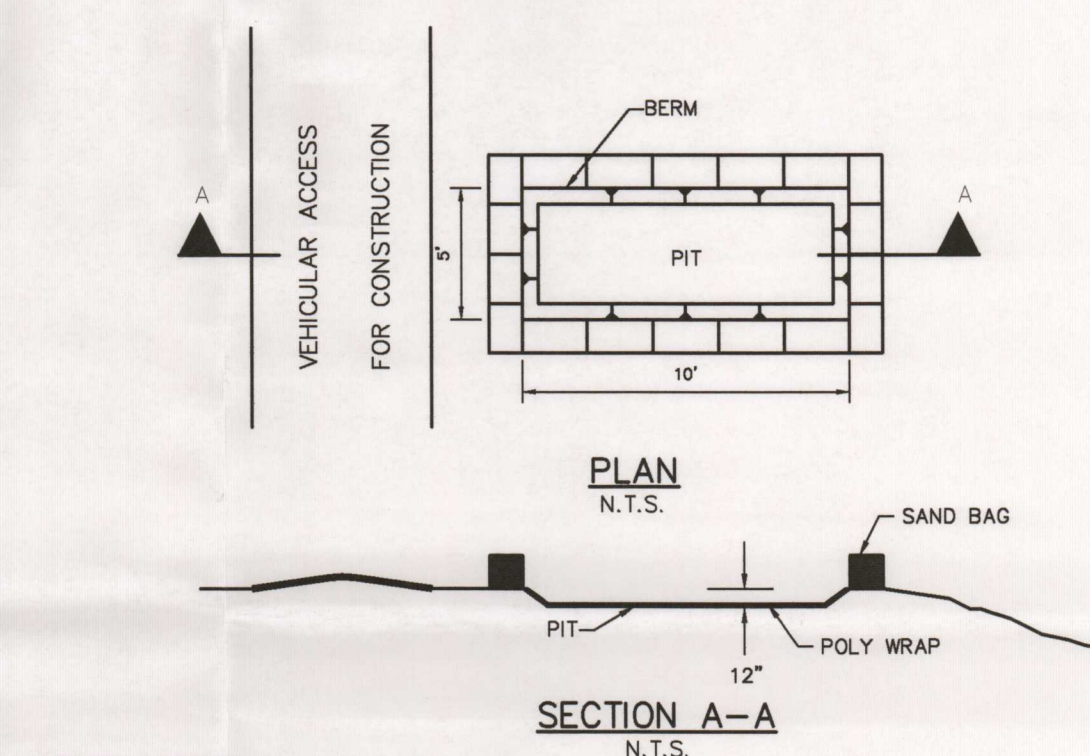 BERM
A
A
VEHICULAR ACCESS
FOR CONSTRUCTION
5'
PIT
10'
PLAN
N.T.S.
SAND BAG
PIT
POLY WRAP
12"
SECTION A-A
N.T.S.